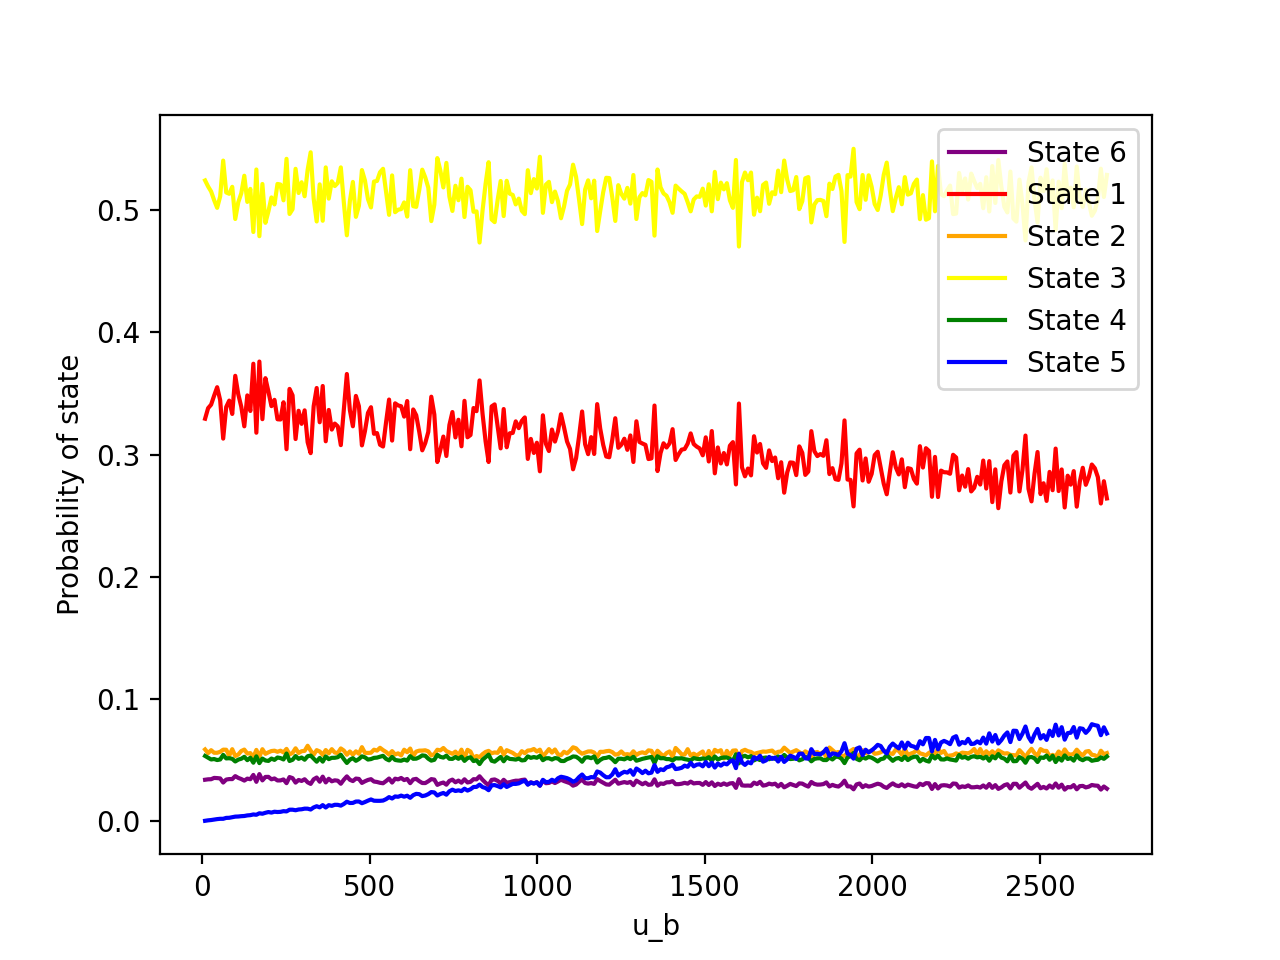 State 6
State 1
State 2
State 3
State 4
State 5
0.5
0.4
0.3
0.2
0.1
0.0
Probability of state
0 500 1000 1500 2000 2500
u_b